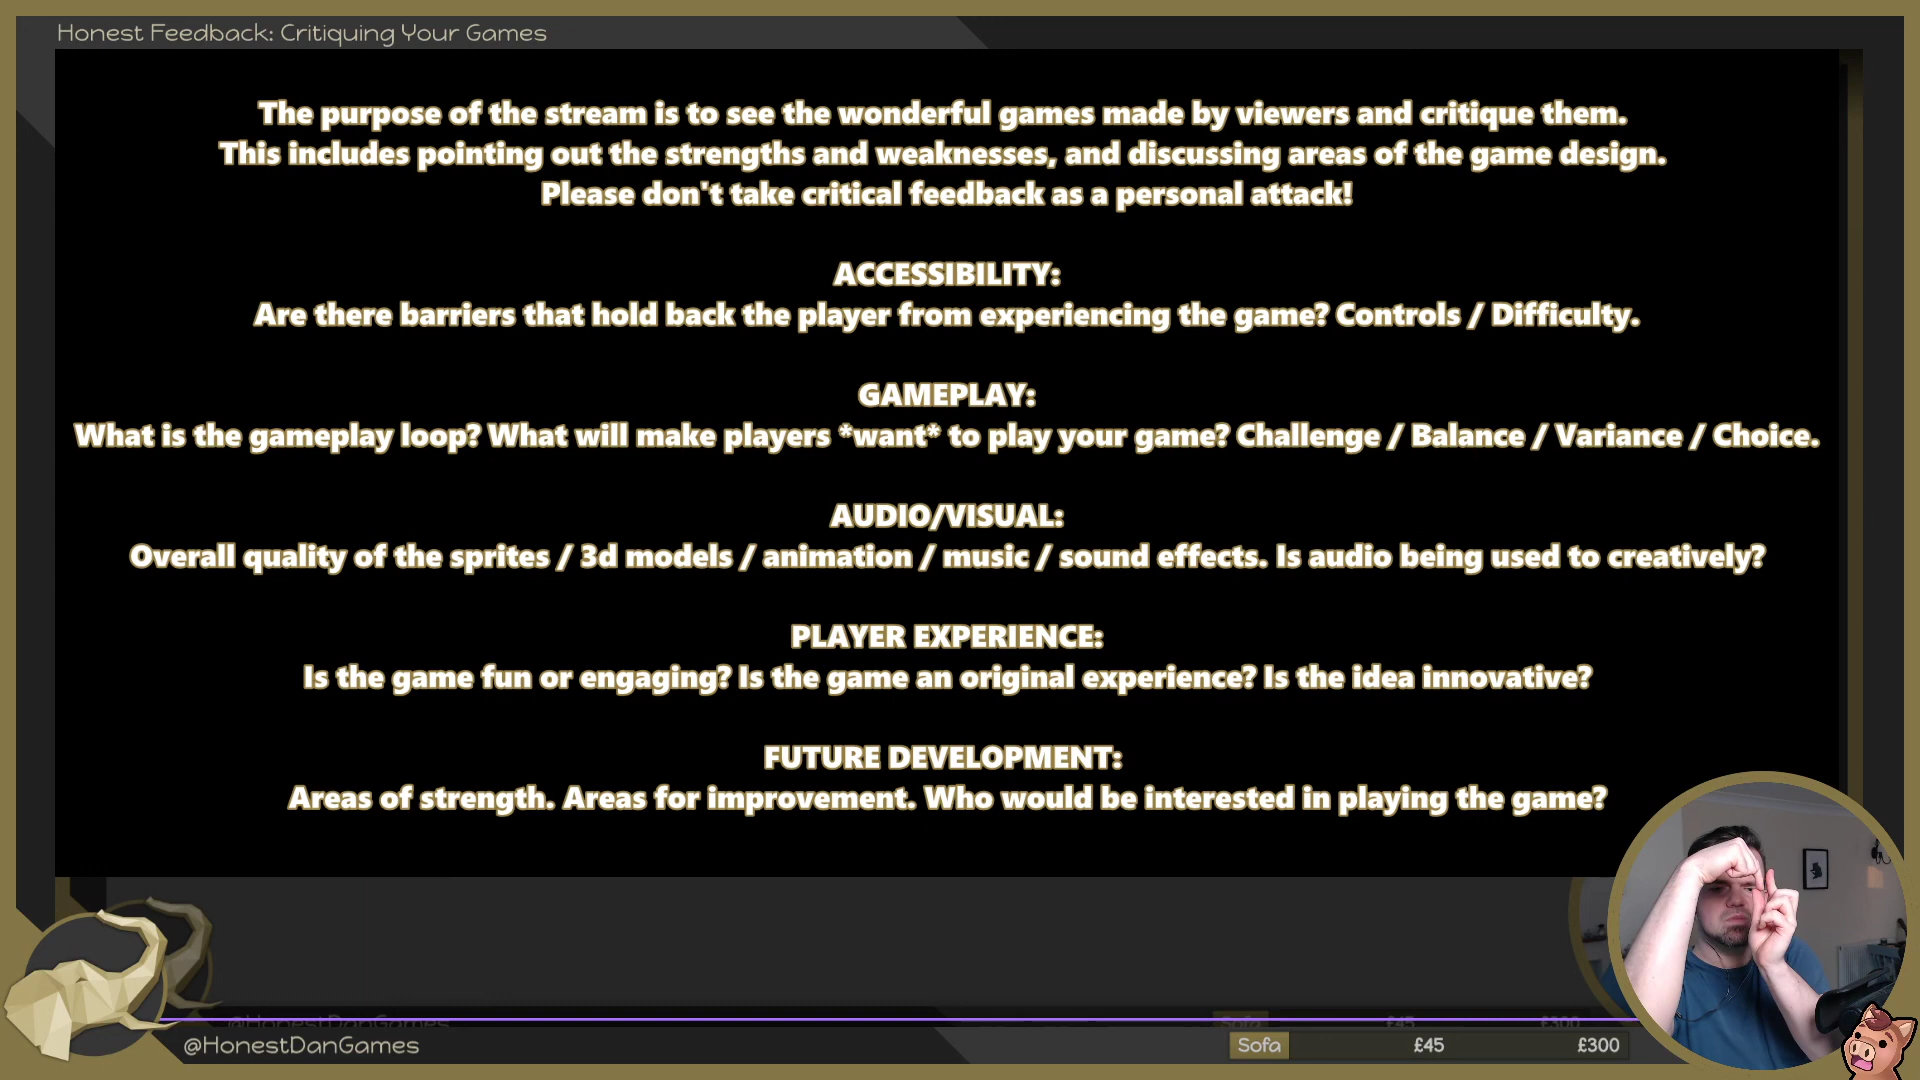 Honest Feedback: Critiquing Your Games
The purpose of the stream is to see the wonderful games made by viewers and critique them.
This includes pointing out the strengths and weaknesses, and discussing areas of the game design.
Please don't take critical feedback as a personal attack!
ACCESSIBILITY:
Are there barriers that hold back the player from experiencing the game? Controls / Difficulty.
GAMEPLAY:
What is the gameplay loop? What will make players *want* to play your game? Challenge / Balance / Variance / Choice.
AUDIO/VISUAL:
Overall quality of the sprites / 3d models / animation / music / sound effects. Is audio being used to creatively?
PLAYER EXPERIENCE:
Is the game fun or engaging? Is the game an original experience? Is the idea innovative?
FUTURE DEVELOPMENT:
Areas of strength. Areas for improvement. Who would be interested in playing the game?
@HonestDanGames
Sofa £45 £300
@HonestDanGames
Sofa £45 £300